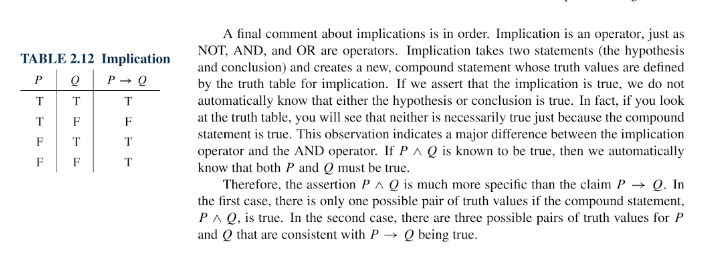 A final comment about implications is in order. Implication is an operator, just as
NOT, AND, and OR are operators. Implication takes two statements (the hypothesis
and conclusion) and creates a new, compound statement whose truth values are defined
by the truth table for implication. If we assert that the implication is true, we do not
automatically know that either the hypothesis or conclusion is true. In fact, if you look
at the truth table, you will see that neither is necessarily true just because the compound
statement is true. This observation indicates a major difference between the implication
operator and the AND operator. If P ∧ Q is known to be true, then we automatically
know that both P and Q must be true.
Therefore, the assertion P ∧ Q is much more specific than the claim P → Q. In
the first case, there is only one possible pair of truth values if the compound statement,
P ∧ Q, is true. In the second case, there are three possible pairs of truth values for P
and Q that are consistent with P → Q being true.
TABLE 2.12 Implication
P Q P → Q
T T T
T F F
F T T
F F T